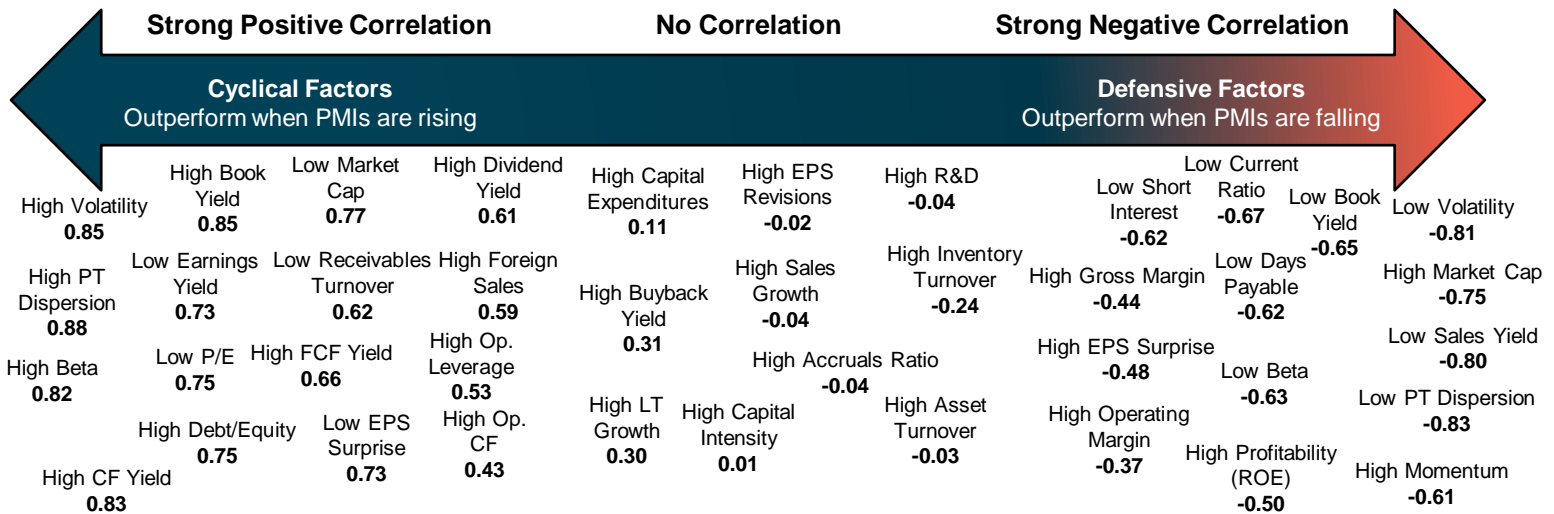 Strong Positive Correlation
No Correlation
Strong Negative Correlation
Cyclical Factors
Outperform when PMIs are rising
Defensive Factors
Outperform when PMIs are falling
High Volatility
0.85
High Book
Yield
0.85
Low Market
Cap
0.77
High Dividend
Yield
0.61
High Capital
Expenditures
0.11
High EPS
Revisions
-0.02
High R&D
-0.04
Low Short
Interest
-0.62
Low Current
Ratio
-0.67
Low Book
Yield
-0.65
Low Volatility
-0.81
High PT
Dispersion
0.88
Low Earnings
Yield
0.73
Low Receivables
Turnover
0.62
High Foreign
Sales
0.59
High Buyback
Yield
0.31
High Sales
Growth
-0.04
High Inventory
Turnover
-0.24
High Gross Margin
-0.44
Low Days
Payable
-0.62
High Market Cap
-0.75
High Beta
0.82
Low P/E
0.75
High FCF Yield
0.66
High Op.
Leverage
0.53
High Accruals Ratio
-0.04
High EPS Surprise
-0.48
Low Beta
-0.63
Low Sales Yield
-0.80
High CF Yield
0.83
High Debt/Equity
0.75
Low EPS
Surprise
0.73
High Op.
CF
0.43
High LT
Growth
0.30
High Capital
Intensity
0.01
High Asset
Turnover
-0.03
High Operating
Margin
-0.37
High Profitability
(ROE)
-0.50
Low PT Dispersion
-0.83
High Momentum
-0.61